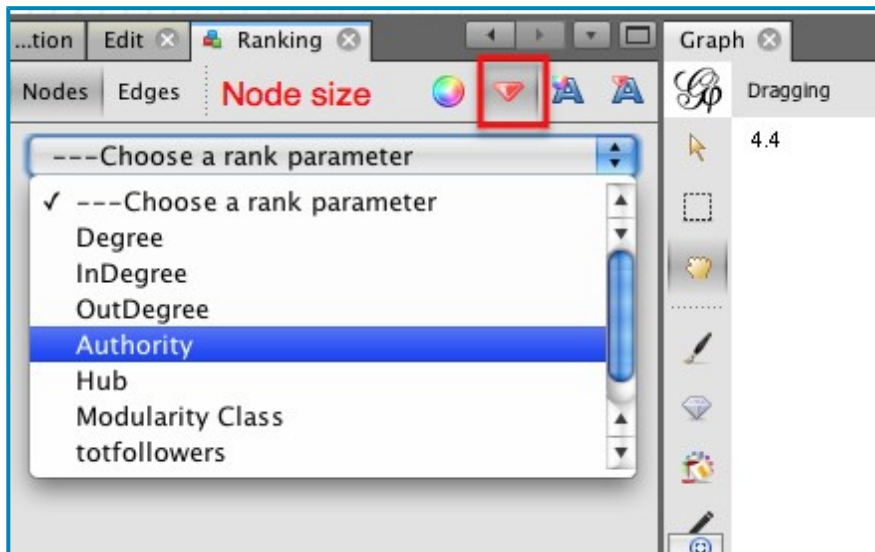 ...tion Edit Ranking
Graph
Nodes Edges Node size
Dragging
4.4
---Choose a rank parameter
✓ ---Choose a rank parameter
Degree
InDegree
OutDegree
Authority
Hub
Modularity Class
totfollowers